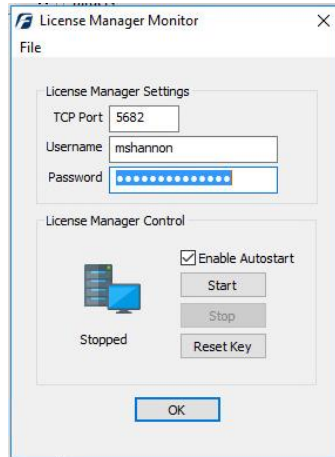 License Manager Monitor
File
License Manager Settings
TCP Port 5682
Username mshannon
Password ●●●●●●●●●●●●●●
License Manager Control
Enable Autostart
Start
Stop
Stopped
Reset Key
OK